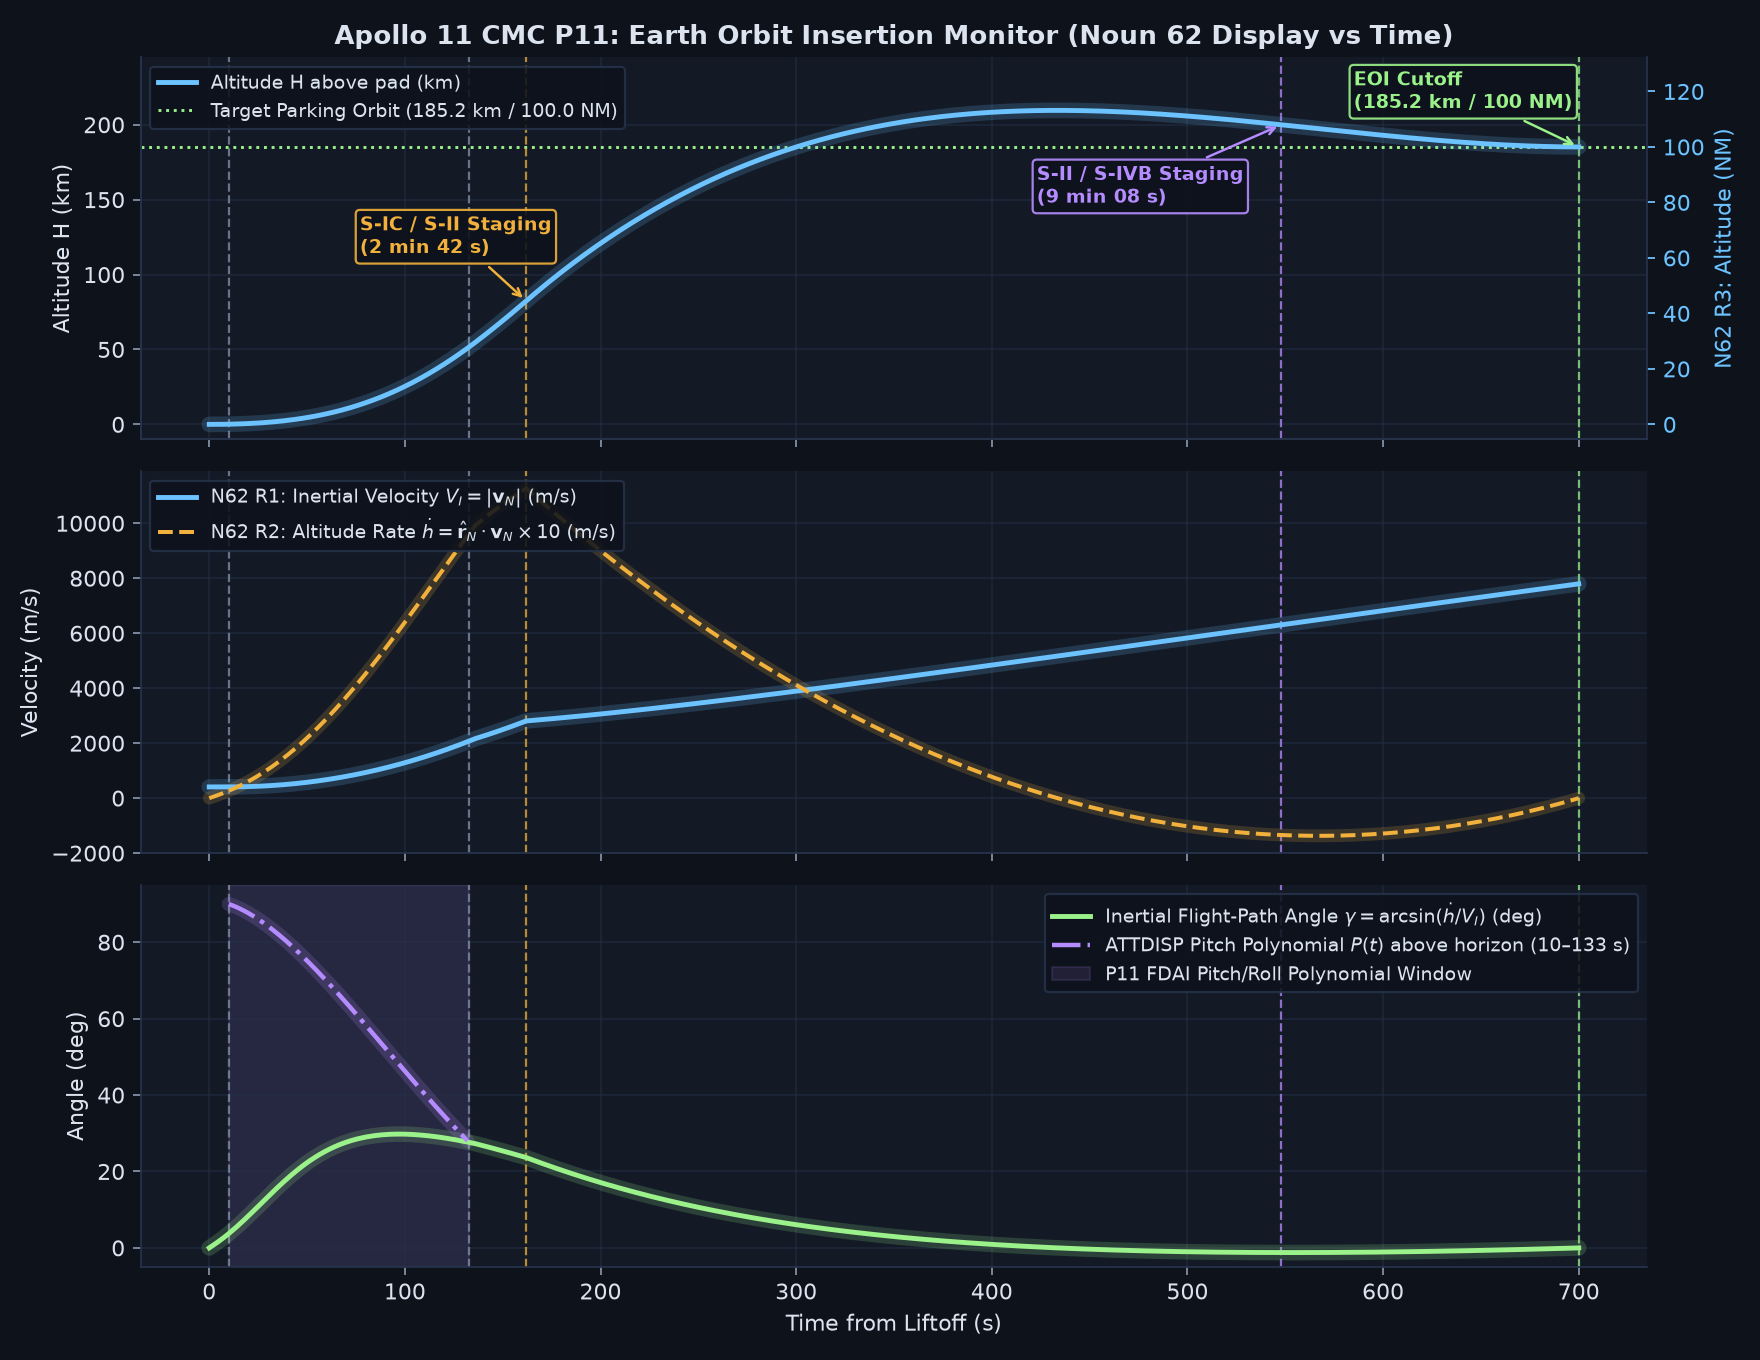 Apollo 11 CMC P11: Earth Orbit Insertion Monitor (Noun 62 Display vs Time)
Altitude H above pad (km)
Target Parking Orbit (185.2 km / 100.0 NM)
EOI Cutoff
(185.2 km / 100 NM)
S-II / S-IVB Staging
(9 min 08 s)
S-IC / S-II Staging
(2 min 42 s)
Altitude H (km)
200
150
100
50
0
N62 R3: Altitude (NM)
120
100
80
60
40
20
0
N62 R1: Inertial Velocity V_I = |v_N| (m/s)
N62 R2: Altitude Rate ḣ = r̂_N · v_N × 10 (m/s)
Velocity (m/s)
10000
8000
6000
4000
2000
0
−2000
Inertial Flight-Path Angle γ = arcsin(ḣ/V_I) (deg)
ATTDISP Pitch Polynomial P(t) above horizon (10–133 s)
P11 FDAI Pitch/Roll Polynomial Window
Angle (deg)
80
60
40
20
0
0 100 200 300 400 500 600 700
Time from Liftoff (s)